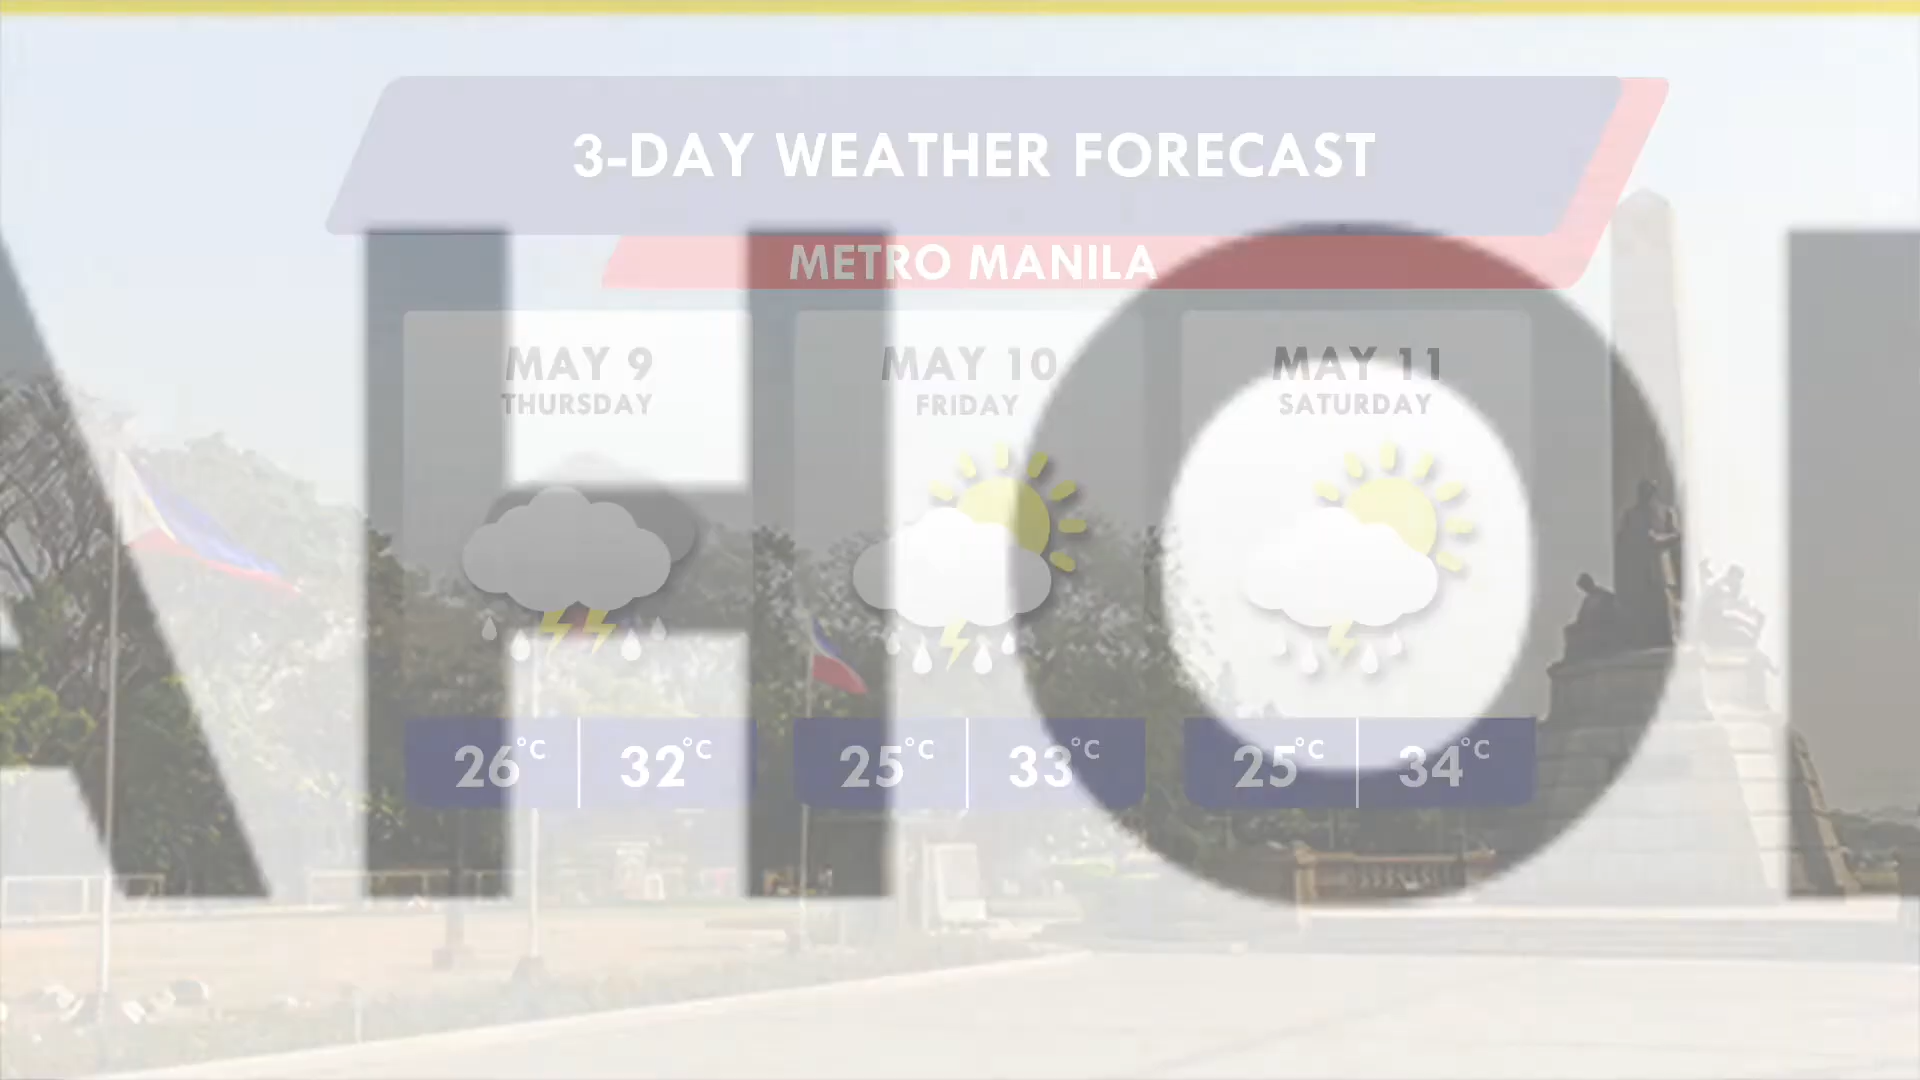 3-DAY WEATHER FORECAST
METRO MANILA
MAY 9
THURSDAY
26°C 32°C
MAY 10
FRIDAY
25°C 33°C
MAY 11
SATURDAY
25°C 34°C
AHO